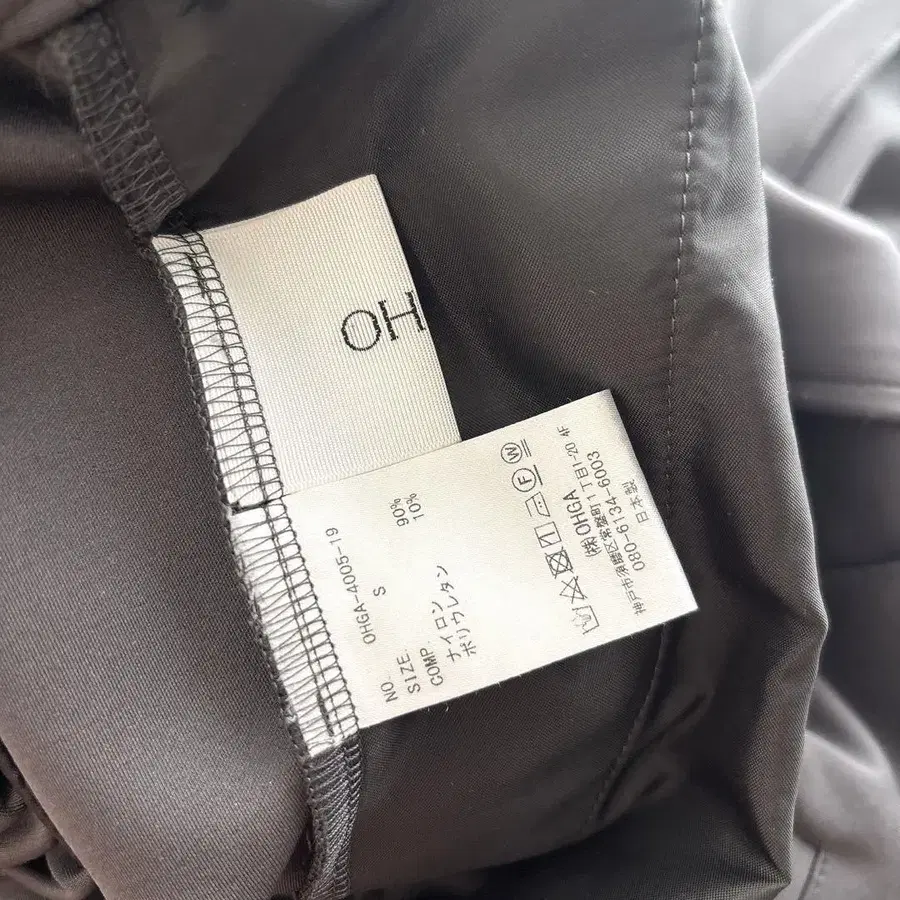 OH
NO. OHGA-4005-19
SIZE S
COMP.
ナイロン 90%
ポリウレタン 10%
F W
(株) OHGA
神戸市須磨区常盤町1丁目1-20 4F
080-6134-6003
日本製